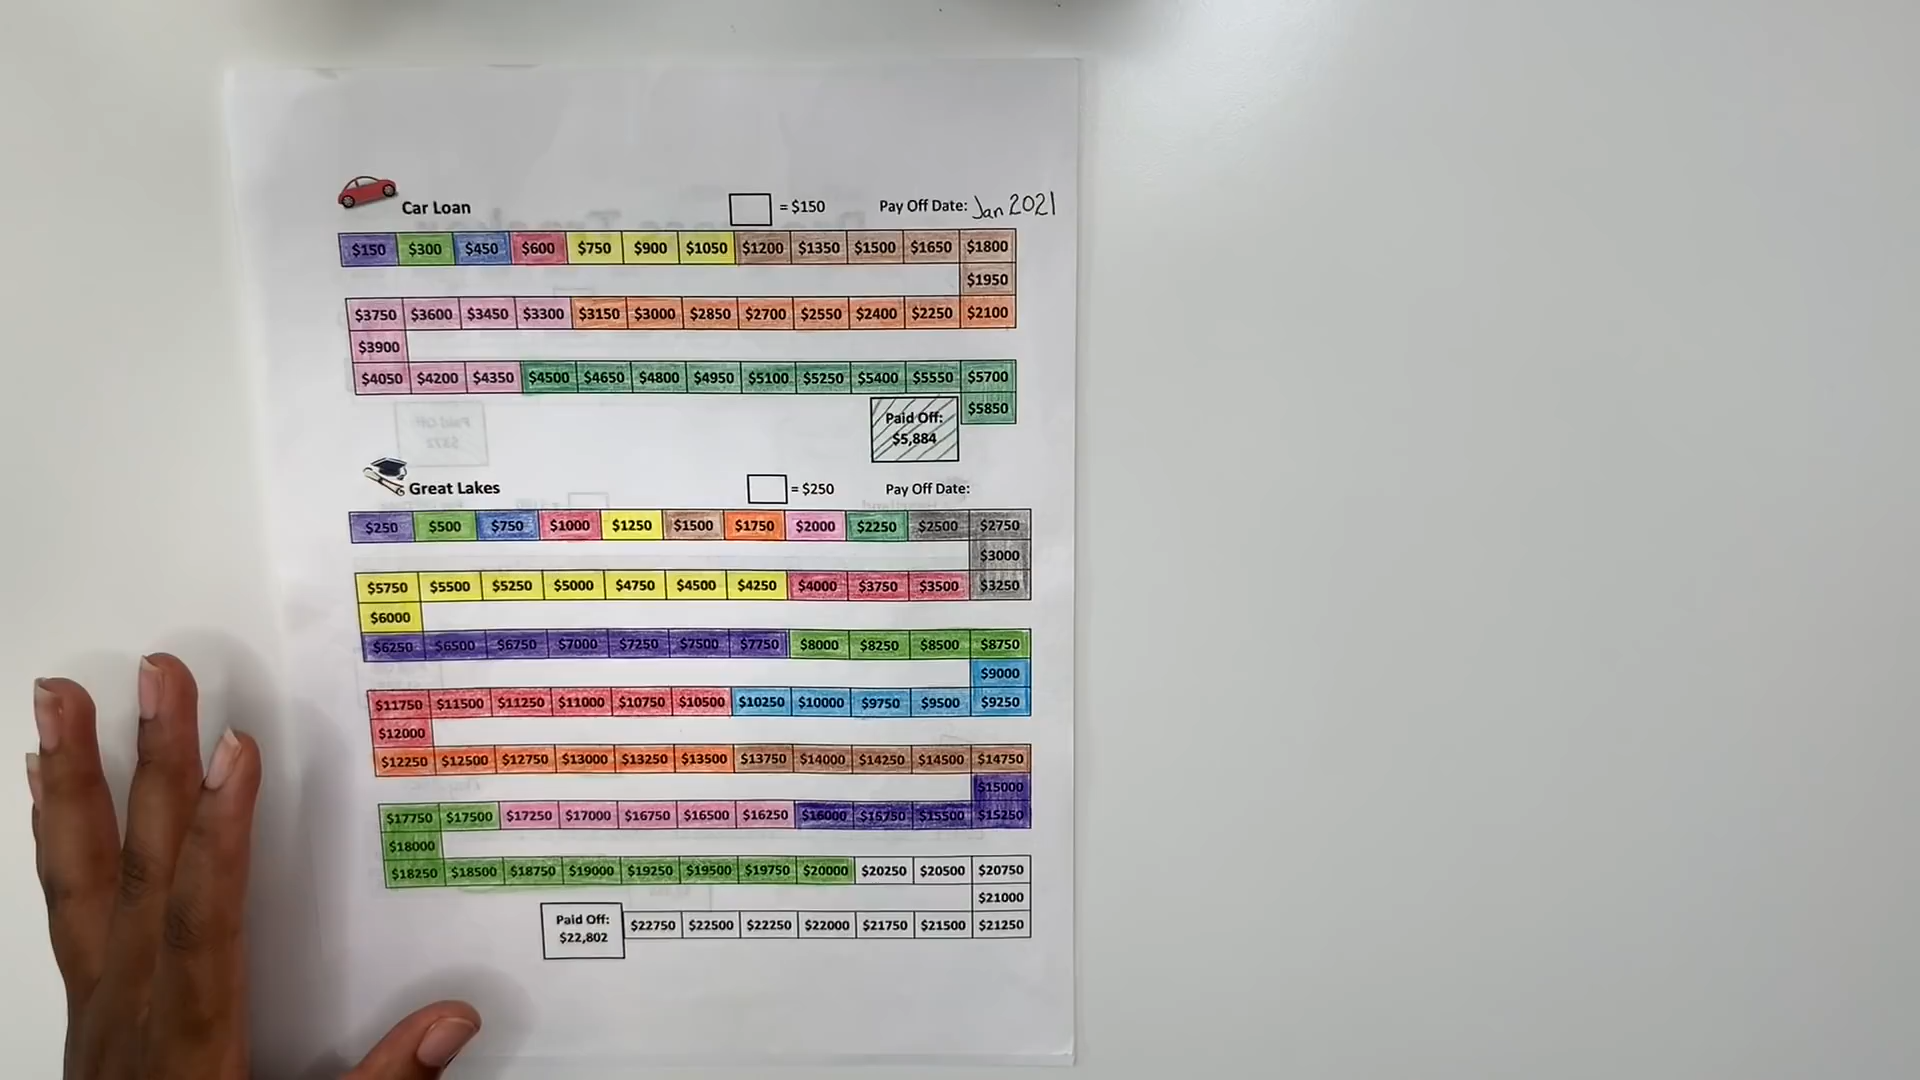 Car Loan = $150 Pay Off Date: Jan 2021
$150 $300 $450 $600 $750 $900 $1050 $1200 $1350 $1500 $1650 $1800
$1950
$3750 $3600 $3450 $3300 $3150 $3000 $2850 $2700 $2550 $2400 $2250 $2100
$3900
$4050 $4200 $4350 $4500 $4650 $4800 $4950 $5100 $5250 $5400 $5550 $5700
$5850
Paid Off:
$5,884
Great Lakes = $250 Pay Off Date:
$250 $500 $750 $1000 $1250 $1500 $1750 $2000 $2250 $2500 $2750
$3000
$5750 $5500 $5250 $5000 $4750 $4500 $4250 $4000 $3750 $3500 $3250
$6000
$6250 $6500 $6750 $7000 $7250 $7500 $7750 $8000 $8250 $8500 $8750
$9000
$11750 $11500 $11250 $11000 $10750 $10500 $10250 $10000 $9750 $9500 $9250
$12000
$12250 $12500 $12750 $13000 $13250 $13500 $13750 $14000 $14250 $14500 $14750
$15000
$17750 $17500 $17250 $17000 $16750 $16500 $16250 $16000 $15750 $15500 $15250
$18000
$18250 $18500 $18750 $19000 $19250 $19500 $19750 $20000 $20250 $20500 $20750
$21000
$22750 $22500 $22250 $22000 $21750 $21500 $21250
Paid Off:
$22,802